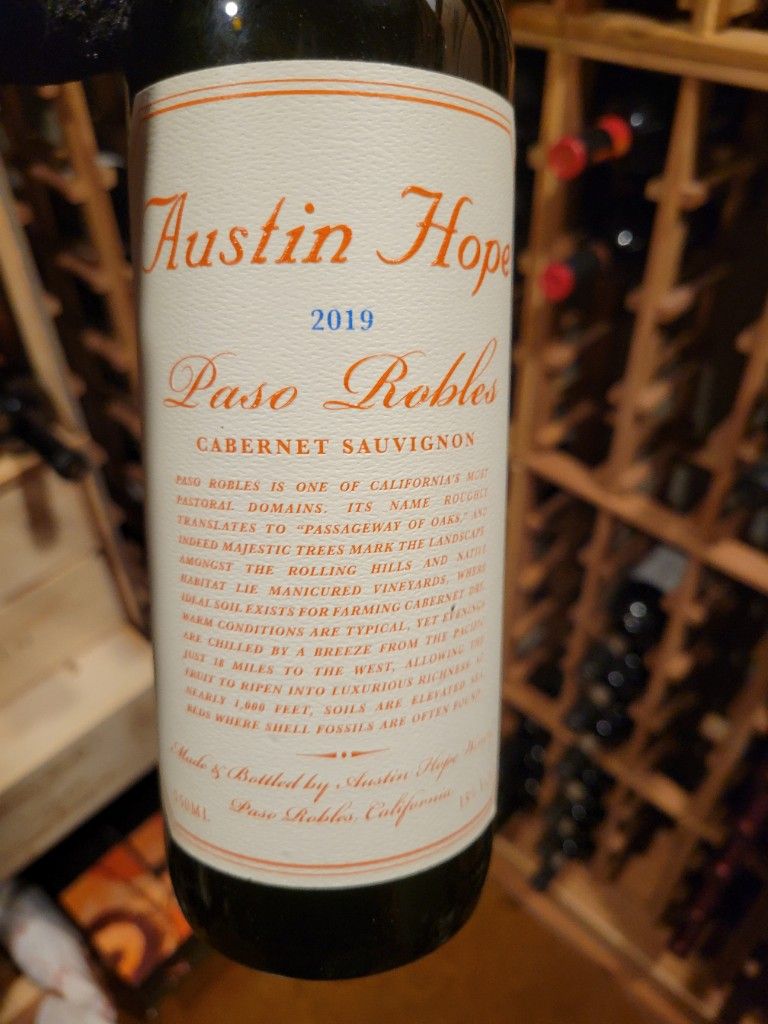 Austin Hope
2019
Paso Robles
CABERNET SAUVIGNON
PASO ROBLES IS ONE OF CALIFORNIA'S MOST
PASTORAL DOMAINS. ITS NAME ROUGHLY
TRANSLATES TO "PASSAGEWAY OF OAKS," AND
INDEED MAJESTIC TREES MARK THE LANDSCAPE.
AMONGST THE ROLLING HILLS AND NATIVE
HABITAT LIE MANICURED VINEYARDS, WHERE
IDEAL SOIL EXISTS FOR FARMING CABERNET. DRY,
WARM CONDITIONS ARE TYPICAL, YET EVENINGS
ARE CHILLED BY A BREEZE FROM THE PACIFIC
JUST 18 MILES TO THE WEST, ALLOWING THE
FRUIT TO RIPEN INTO LUXURIOUS RICHNESS. AT
NEARLY 1,000 FEET, SOILS ARE ELEVATED SEA
BEDS WHERE SHELL FOSSILS ARE OFTEN FOUND.
Made & Bottled by Austin Hope
Paso Robles, California